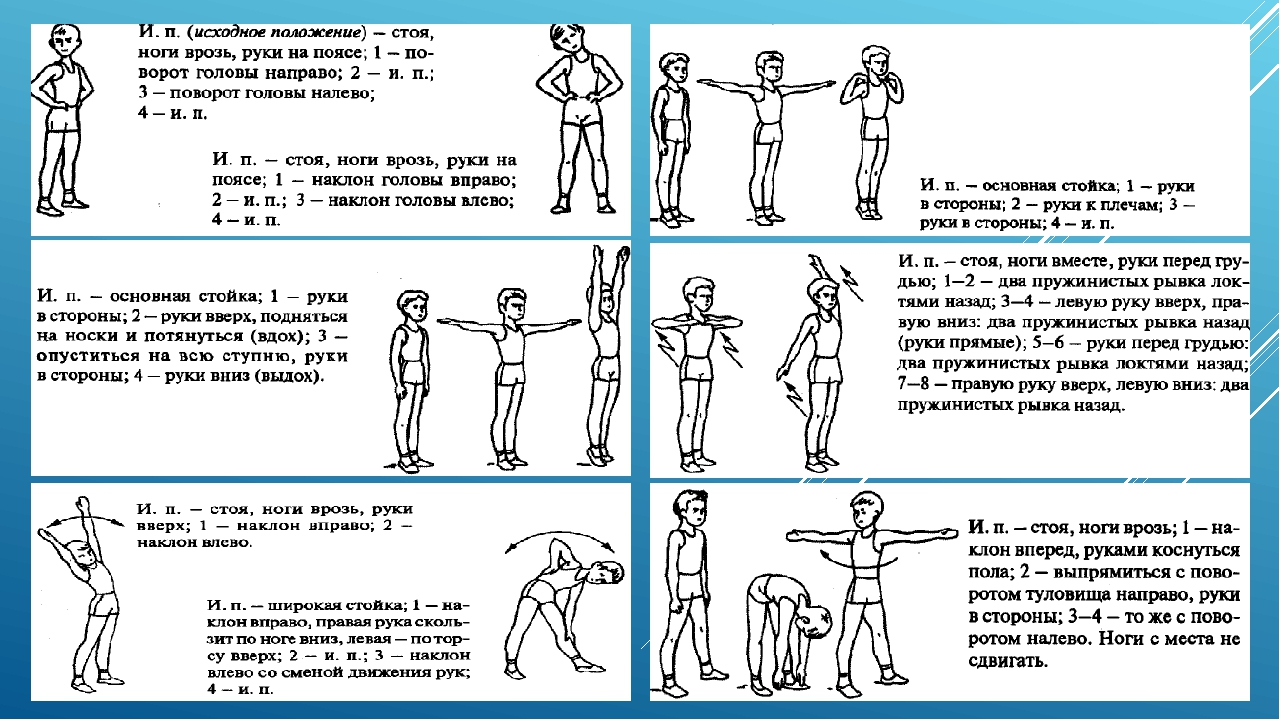 И. п. (исходное положение) — стоя,
ноги врозь, руки на поясе; 1 — по-
ворот головы направо; 2 — и. п.;
3 — поворот головы налево;
4 — и. п.
И. п. — стоя, ноги врозь, руки на
поясе; 1 — наклон головы вправо;
2 — и. п.; 3 — наклон головы влево;
4 — и. п.
И. п. — основная стойка; 1 — руки
в стороны; 2 — руки к плечам; 3 —
руки в стороны; 4 — и. п.
И. п. — основная стойка; 1 — руки
в стороны; 2 — руки вверх, подняться
на носки и потянуться (вдох); 3 —
опуститься на всю ступню, руки
в стороны; 4 — руки вниз (выдох).
И. п. — стоя, ноги вместе, руки перед гру-
дью; 1—2 — два пружинистых рывка лок-
тями назад; 3—4 — левую руку вверх, пра-
вую вниз: два пружинистых рывка назад
(руки прямые); 5—6 — руки перед грудью:
два пружинистых рывка локтями назад;
7—8 — правую руку вверх, левую вниз: два
пружинистых рывка назад.
И. п. — стоя, ноги врозь, руки
вверх; 1 — наклон вправо; 2 —
наклон влево.
И. п. — широкая стойка; 1 — на-
клон вправо, правая рука сколь-
зит по ноге вниз, левая — по тор-
су вверх; 2 — и. п.; 3 — наклон
влево со сменой движения рук;
4 — и. п.
И. п. — стоя, ноги врозь; 1 — на-
клон вперед, руками коснуться
пола; 2 — выпрямиться с пово-
ротом туловища направо, руки
в стороны; 3—4 — то же с пово-
ротом налево. Ноги с места не
сдвигать.